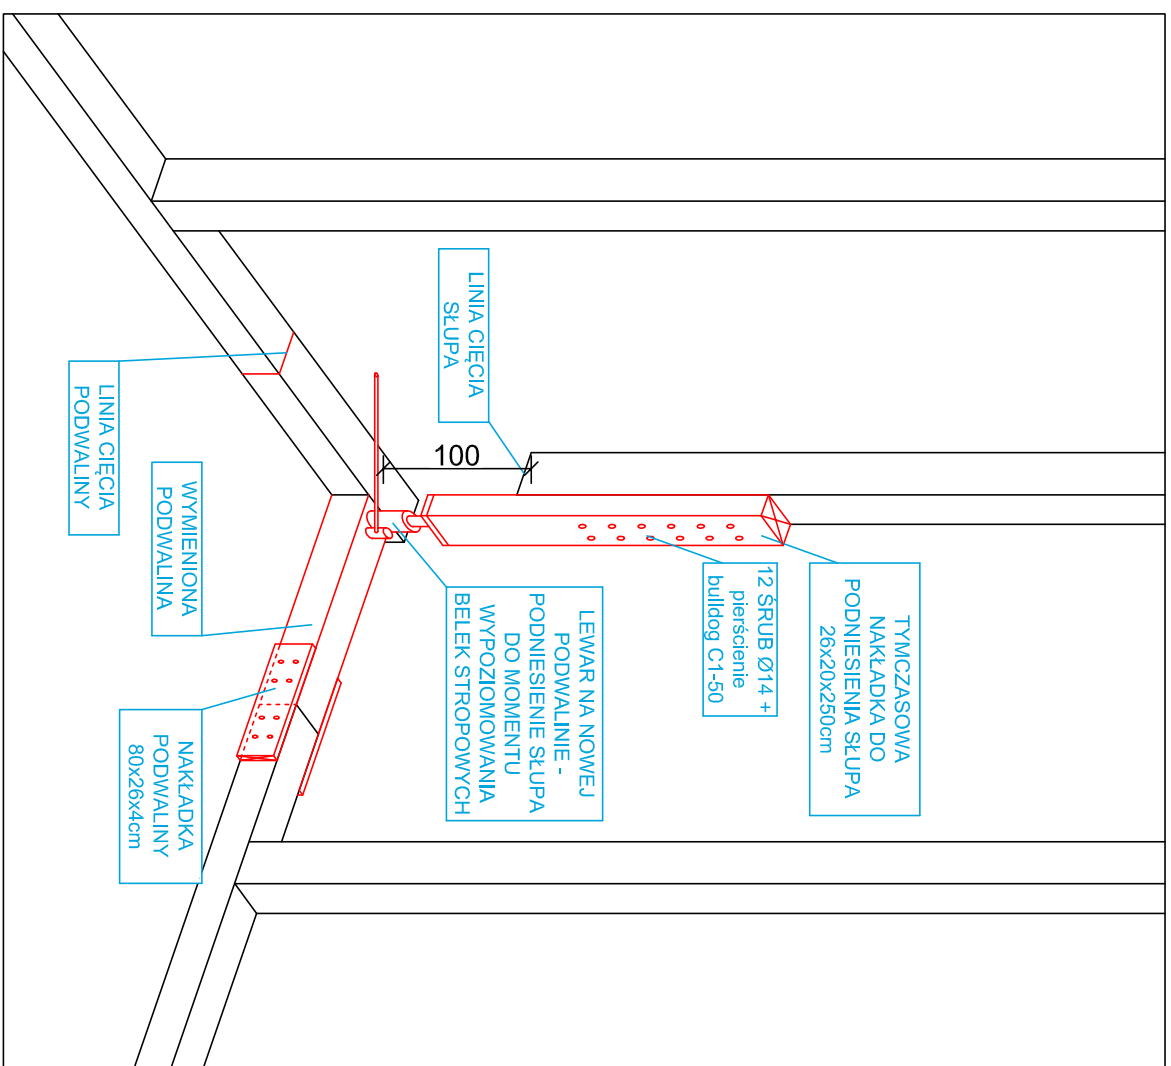 LINIA CIĘCIA
SŁUPA
100
LINIA CIĘCIA
PODWALINY
WYMIENIONA
PODWALINA
12 ŚRUB Ø14 +
pierścienie
bulldog C1-50
TYMCZASOWA
NAKŁADKA DO
PODNIESIENIA SŁUPA
26x20x250cm
LEWAR NA NOWEJ
PODWALINIE -
PODNIESIENIE SŁUPA
DO MOMENTU
WYPOZIOMOWANIA
BELEK STROPOWYCH
NAKŁADKA
PODWALINY
80x26x4cm